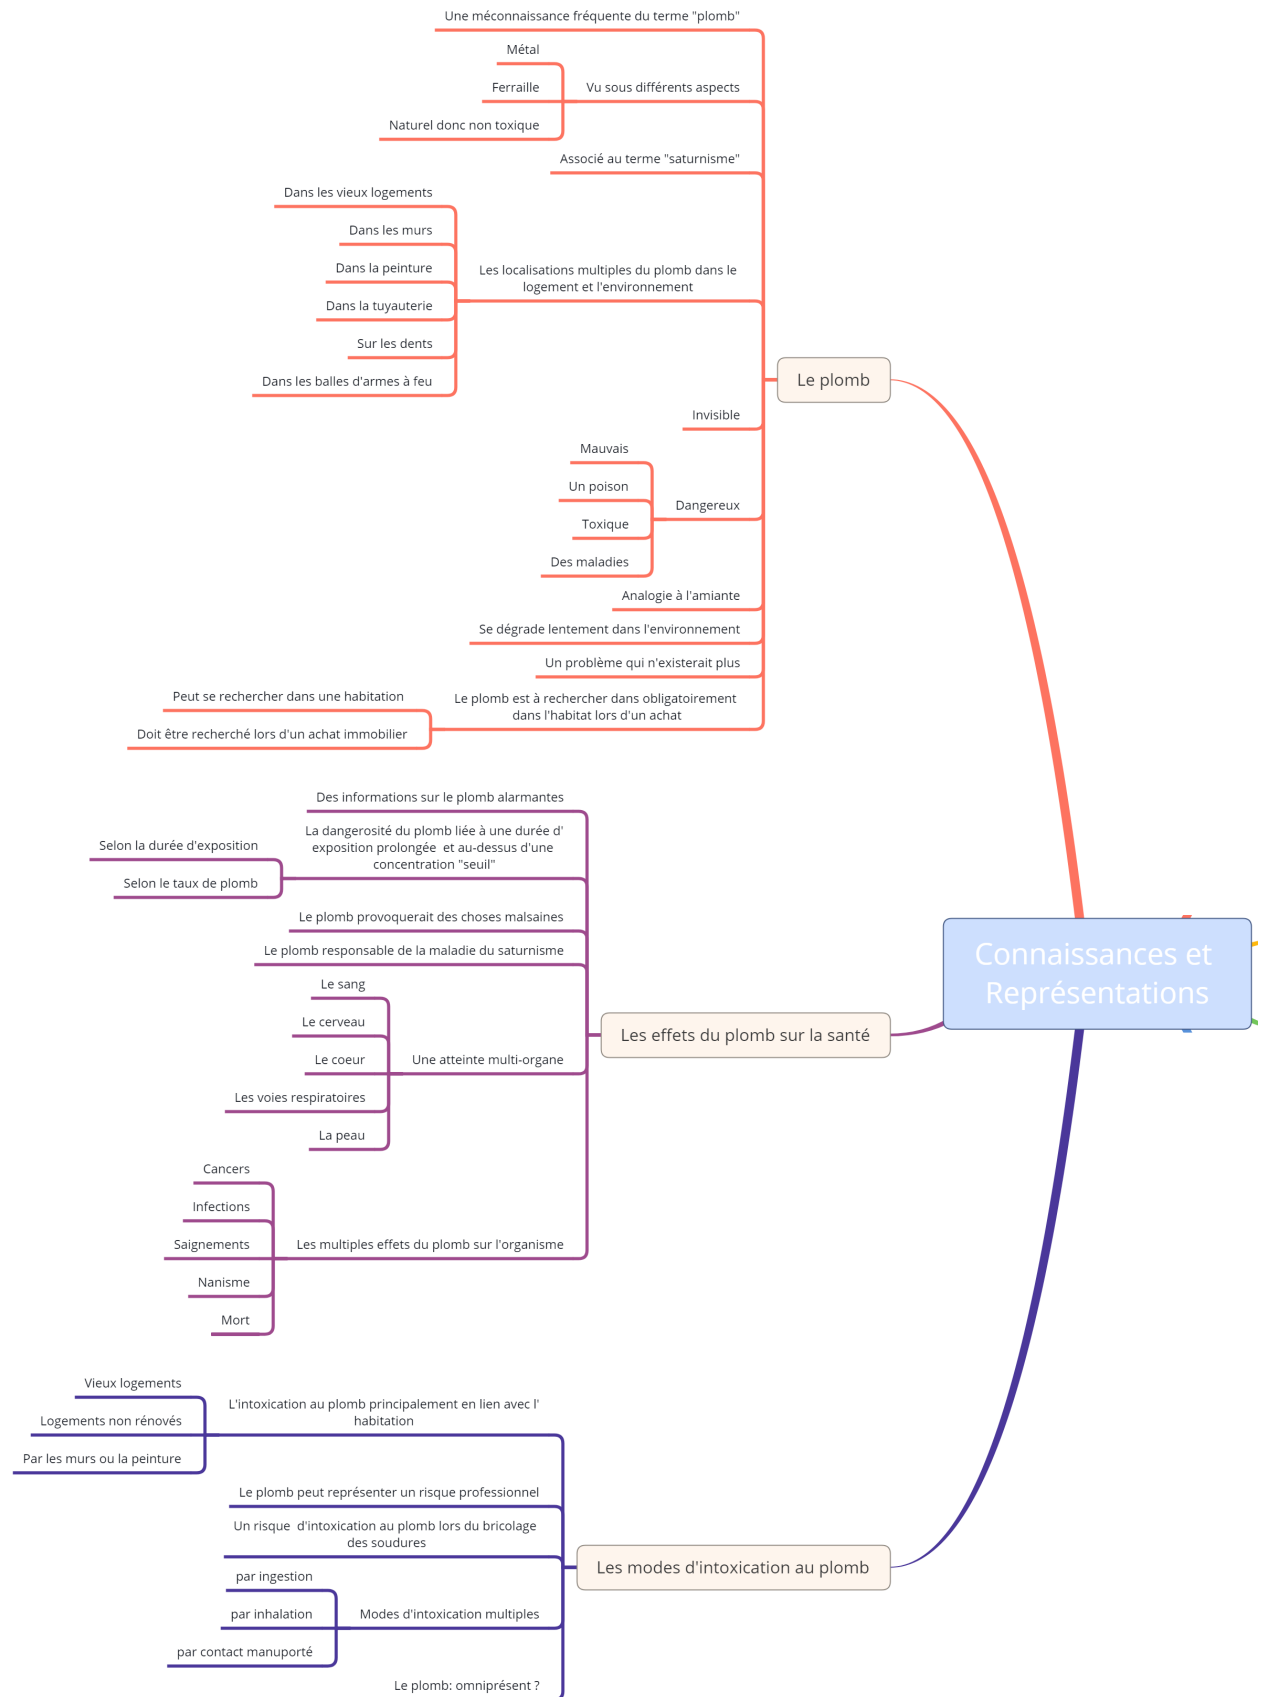 Une méconnaissance fréquente du terme "plomb"
Métal
Ferraille
Vu sous différents aspects
Naturel donc non toxique
Associé au terme "saturnisme"
Dans les vieux logements
Dans les murs
Dans la peinture
Les localisations multiples du plomb dans le
logement et l'environnement
Dans la tuyauterie
Sur les dents
Dans les balles d'armes à feu
Le plomb
Invisible
Mauvais
Un poison
Dangereux
Toxique
Des maladies
Analogie à l'amiante
Se dégrade lentement dans l'environnement
Un problème qui n'existerait plus
Peut se rechercher dans une habitation
Le plomb est à rechercher dans obligatoirement
dans l'habitat lors d'un achat
Doit être recherché lors d'un achat immobilier
Des informations sur le plomb alarmantes
La dangerosité du plomb liée à une durée d'
exposition prolongée  et au-dessus d'une
concentration "seuil"
Selon la durée d'exposition
Selon le taux de plomb
Le plomb provoquerait des choses malsaines
Le plomb responsable de la maladie du saturnisme
Connaissances et
Représentations
Le sang
Le cerveau
Les effets du plomb sur la santé
Le coeur
Une atteinte multi-organe
Les voies respiratoires
La peau
Cancers
Infections
Saignements
Les multiples effets du plomb sur l'organisme
Nanisme
Mort
Vieux logements
L'intoxication au plomb principalement en lien avec l'
habitation
Logements non rénovés
Par les murs ou la peinture
Le plomb peut représenter un risque professionnel
Un risque  d'intoxication au plomb lors du bricolage
des soudures
Les modes d'intoxication au plomb
par ingestion
par inhalation
Modes d'intoxication multiples
par contact manuporté
Le plomb: omniprésent ?